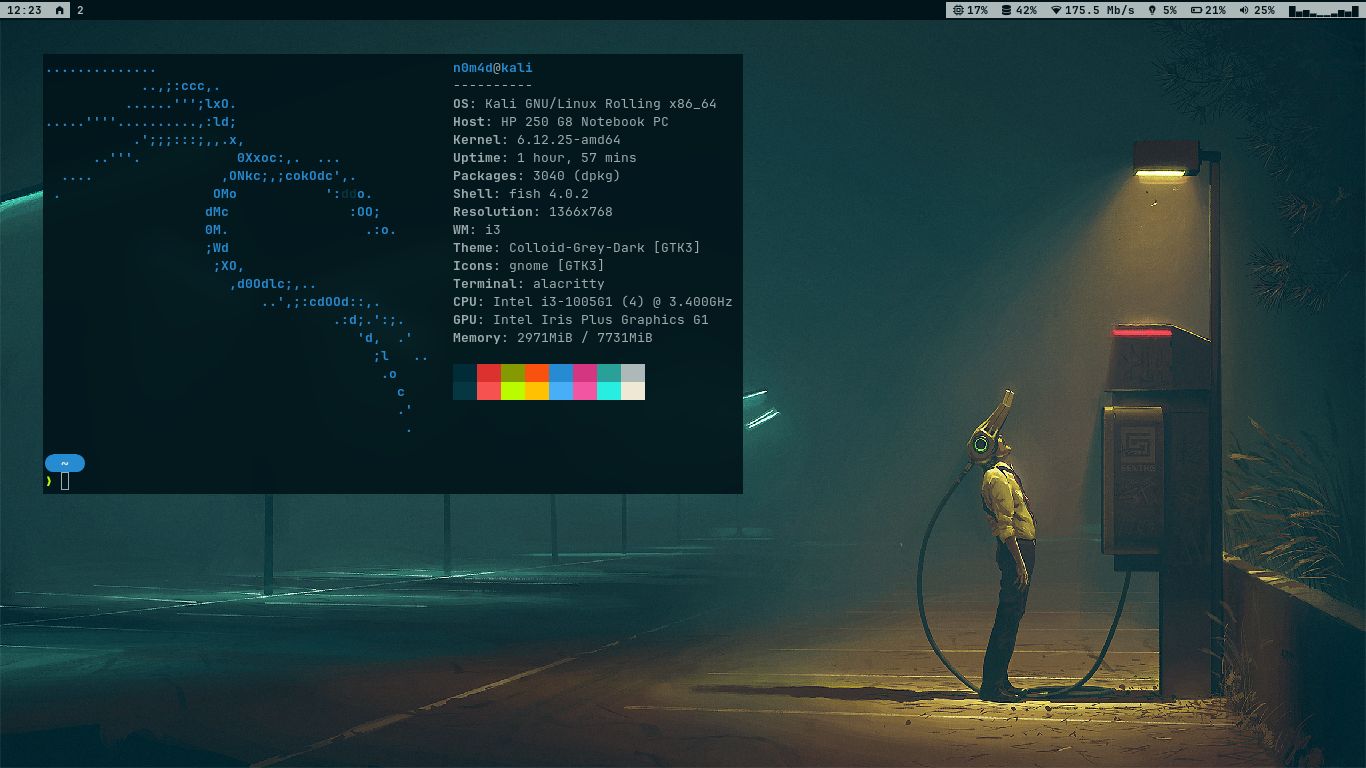 12:23 2 17% 42% 175.5 Mb/s 5% 21% 25%
..............
..,;:ccc,.
......''';lxO.
.....''''..........,:ld;
.';;;:::;,,.x,
..'''. 0Xxoc:,. ...
.... ,ONkc;,;cokOdc',.
. OMo ':ddo.
dMc :OO;
0M. .:o.
;Wd
;XO,
,d0Odlc;,..
..',;:cdOOd::,.
.:d;.':;.
'd, .'
;l ..
.o
c
.'
.
n0m4d@kali
----------
OS: Kali GNU/Linux Rolling x86_64
Host: HP 250 G8 Notebook PC
Kernel: 6.12.25-amd64
Uptime: 1 hour, 57 mins
Packages: 3040 (dpkg)
Shell: fish 4.0.2
Resolution: 1366x768
WM: i3
Theme: Colloid-Grey-Dark [GTK3]
Icons: gnome [GTK3]
Terminal: alacritty
CPU: Intel i3-1005G1 (4) @ 3.400GHz
GPU: Intel Iris Plus Graphics G1
Memory: 2971MiB / 7731MiB
~
❯